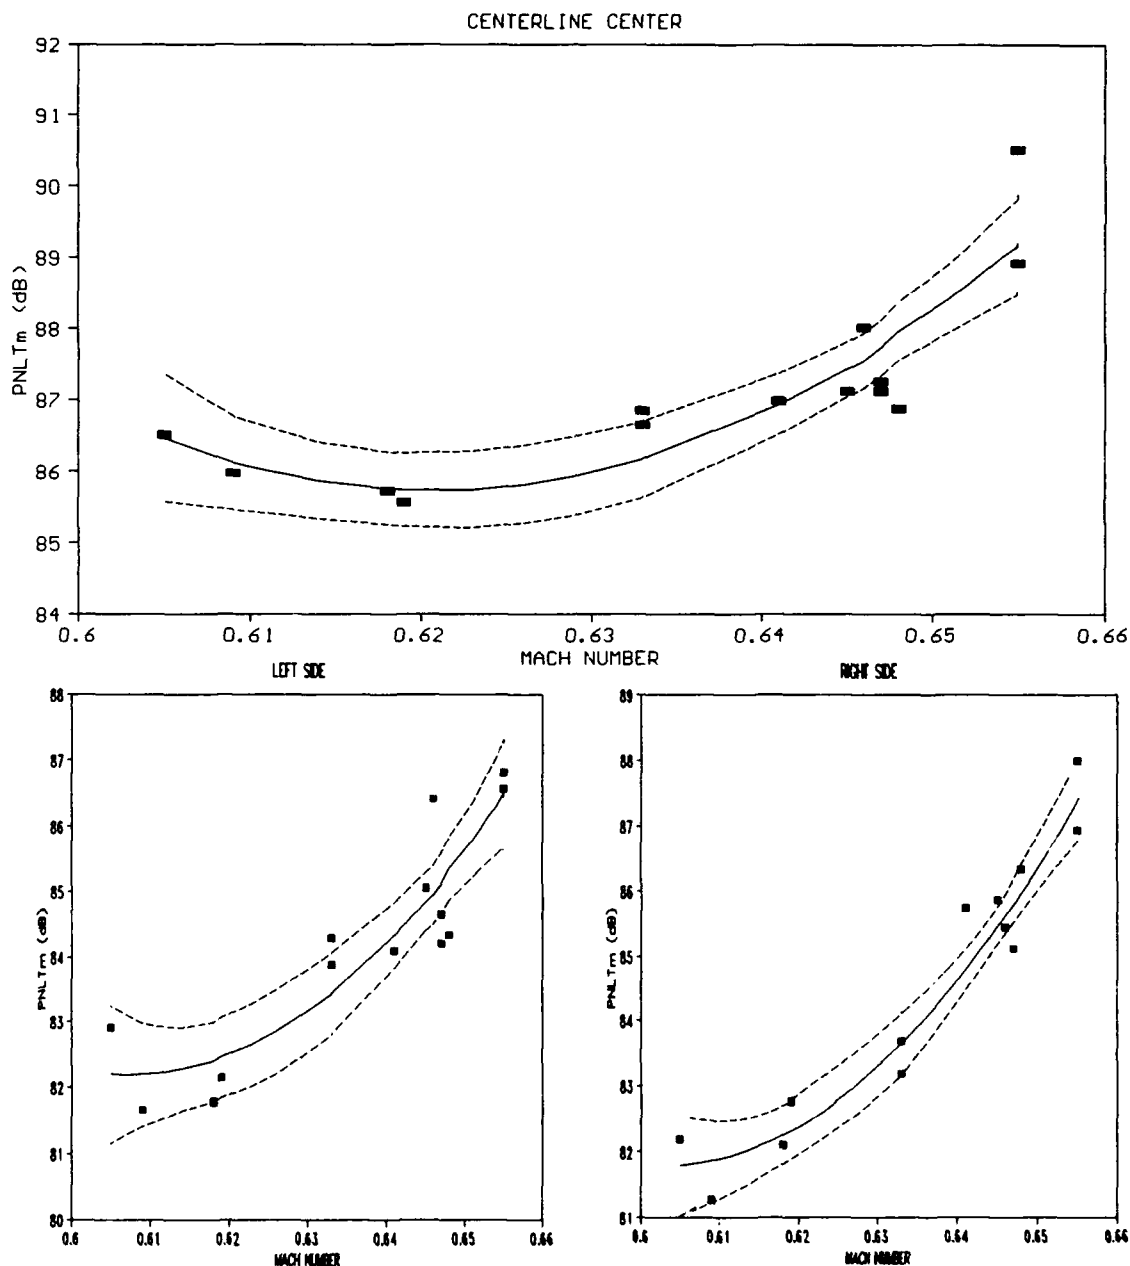 CENTERLINE CENTER
92
91
90
89
88
87
86
85
84
PNLTm (dB)
0.6 0.61 0.62 0.63 0.64 0.65 0.66
MACH NUMBER
LEFT SIDE
88
87
86
85
84
83
82
81
80
PNLTm (dB)
0.6 0.61 0.62 0.63 0.64 0.65 0.66
MACH NUMBER
RIGHT SIDE
89
88
87
86
85
84
83
82
81
PNLTm (dB)
0.6 0.61 0.62 0.63 0.64 0.65 0.66
MACH NUMBER